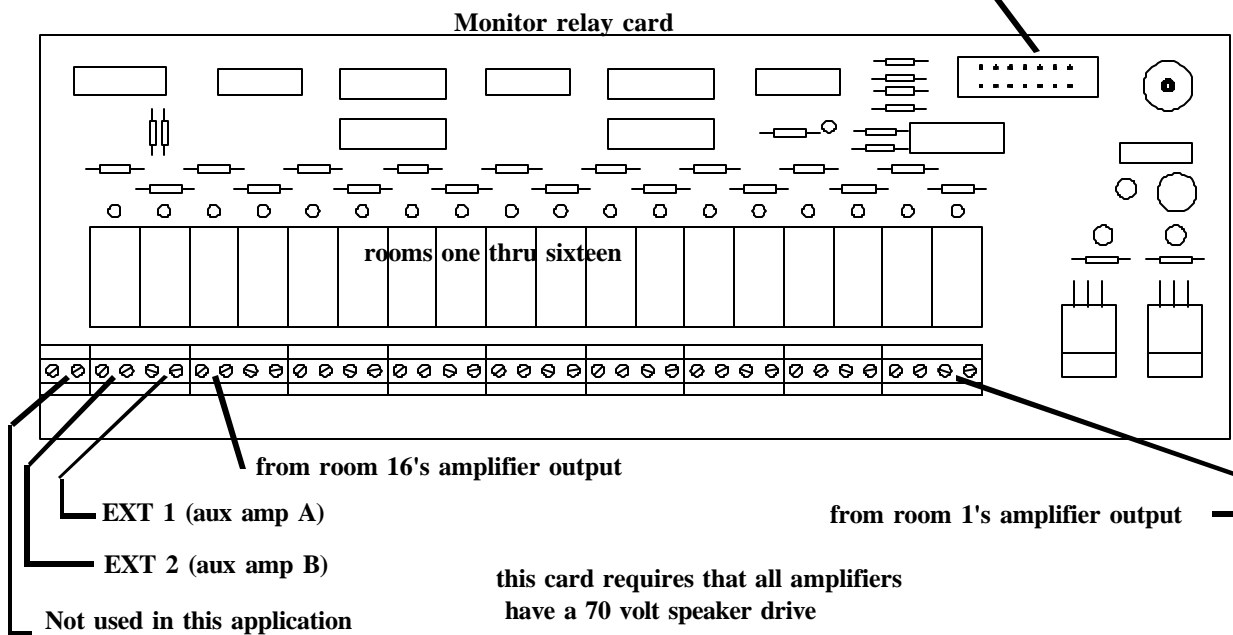 Monitor relay card
rooms one thru sixteen
from room 16's amplifier output
EXT 1 (aux amp A)
from room 1's amplifier output
EXT 2 (aux amp B)
this card requires that all amplifiers
have a 70 volt speaker drive
Not used in this application